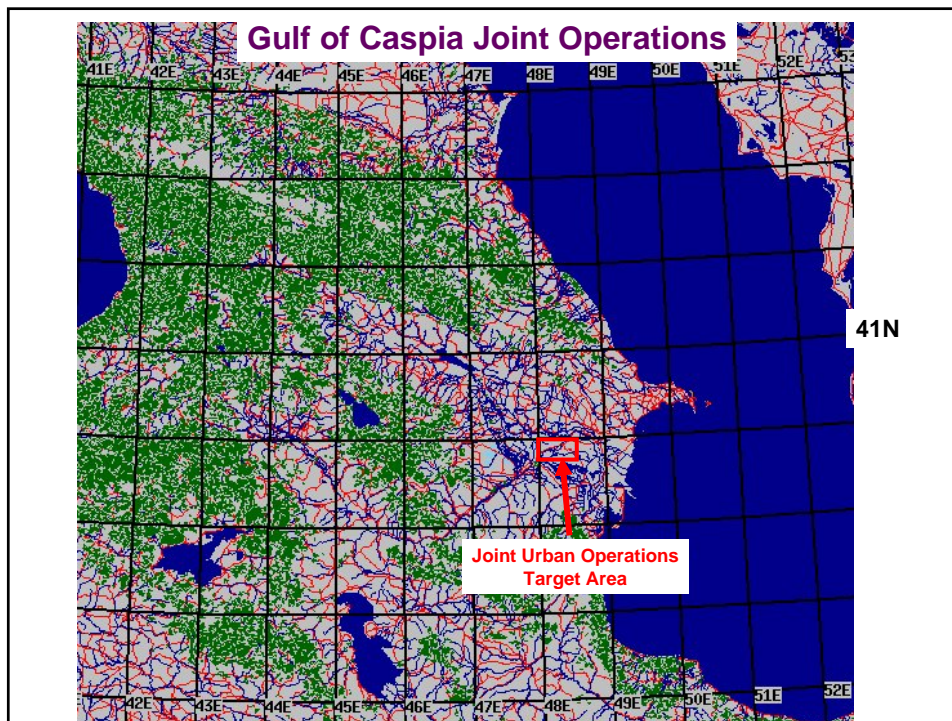 Gulf of Caspia Joint Operations
41E 42E 43E 44E 45E 46E 47E 48E 49E 50E 51E 52E 53
41N
Joint Urban Operations
Target Area
42E 43E 44E 45E 46E 47E 48E 49E 50E 51E 52E